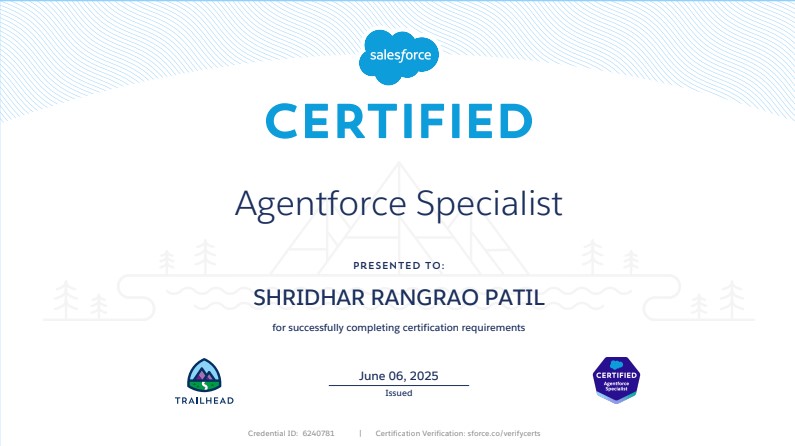 salesforce
CERTIFIED
Agentforce Specialist
PRESENTED TO:
SHRIDHAR RANGRAO PATIL
for successfully completing certification requirements
TRAILHEAD
June 06, 2025
Issued
CERTIFIED
Agentforce
Specialist
Credential ID: 6240781 | Certification Verification: sforce.co/verifycerts